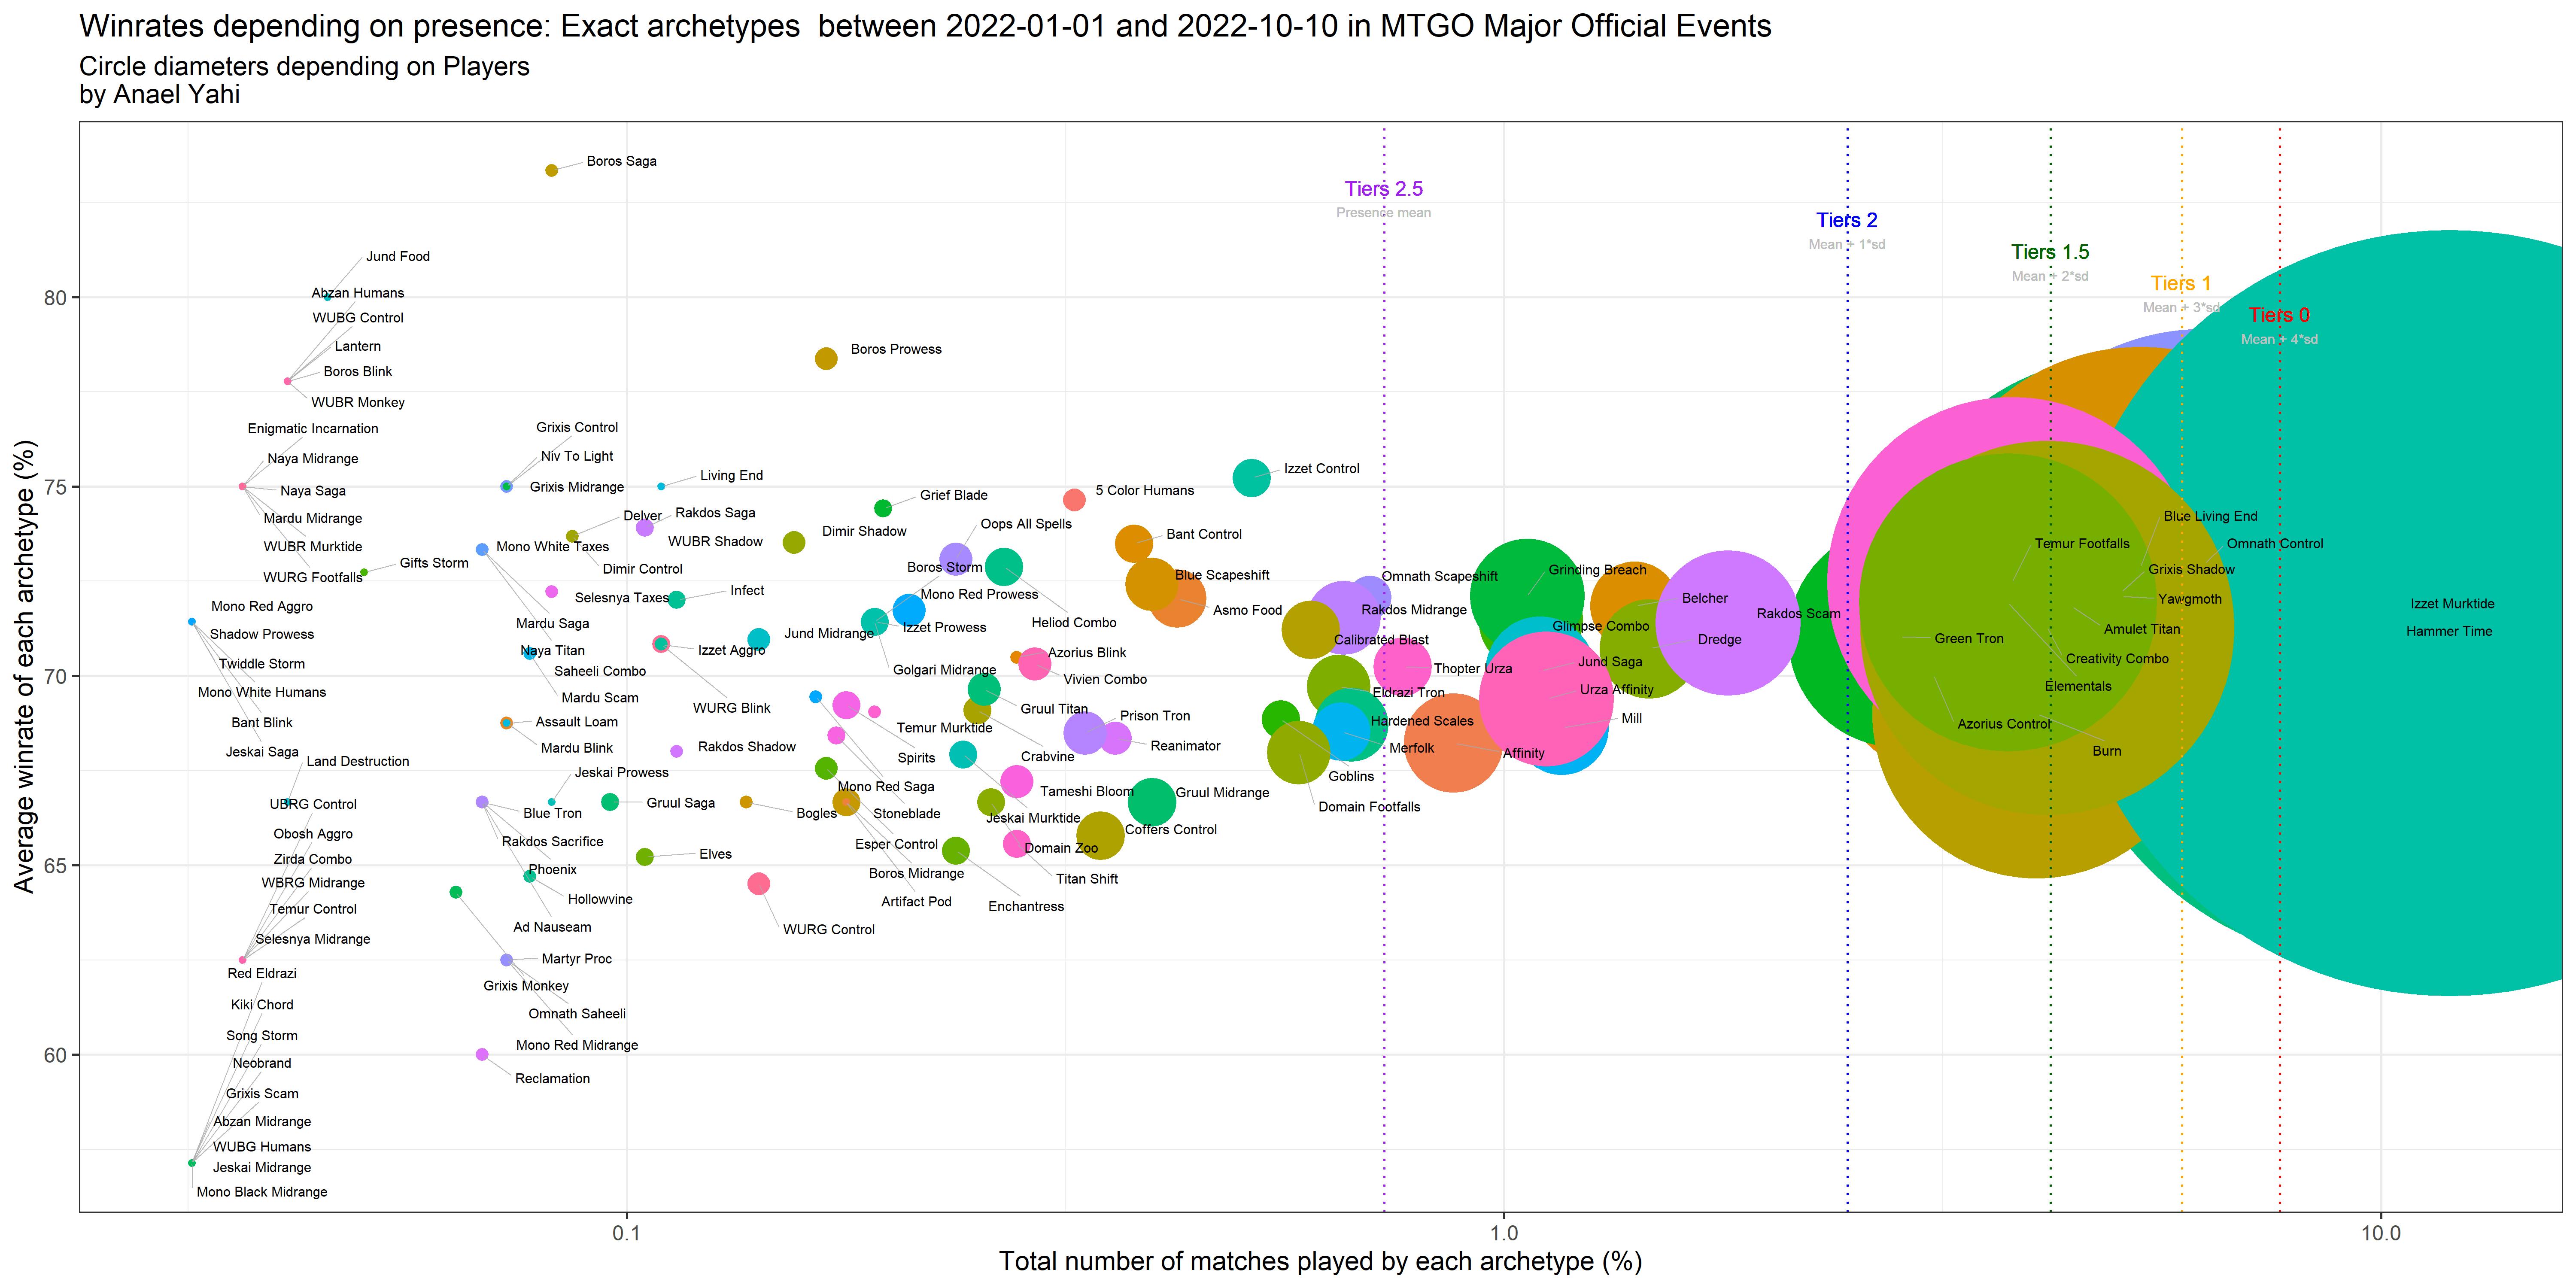 Winrates depending on presence: Exact archetypes  between 2022-01-01 and 2022-10-10 in MTGO Major Official Events
Circle diameters depending on Players
by Anael Yahi
Average winrate of each archetype (%)
80
75
70
65
60
Boros Saga
Tiers 2.5
Presence mean
Tiers 2
Mean + 1*sd
Tiers 1.5
Mean + 2*sd
Tiers 1
Mean + 3*sd
Tiers 0
Mean + 4*sd
Jund Food
Abzan Humans
WUBG Control
Lantern
Boros Blink
WUBR Monkey
Boros Prowess
Enigmatic Incarnation
Naya Midrange
Naya Saga
Mardu Midrange
WUBR Murktide
WURG Footfalls
Gifts Storm
Grixis Control
Niv To Light
Grixis Midrange
Living End
Delver
Rakdos Saga
Mono White Taxes
WUBR Shadow
Dimir Control
Dimir Shadow
Grief Blade
Oops All Spells
5 Color Humans
Izzet Control
Bant Control
Boros Storm
Blue Scapeshift
Asmo Food
Omnath Scapeshift
Rakdos Midrange
Grinding Breach
Belcher
Rakdos Scam
Glimpse Combo
Dredge
Blue Living End
Temur Footfalls
Omnath Control
Grixis Shadow
Yawgmoth
Amulet Titan
Green Tron
Creativity Combo
Elementals
Azorius Control
Burn
Izzet Murktide
Hammer Time
Mono Red Aggro
Shadow Prowess
Twiddle Storm
Mono White Humans
Bant Blink
Jeskai Saga
Selesnya Taxes
Infect
Mardu Saga
Naya Titan
Saheeli Combo
Mardu Scam
Izzet Aggro
WURG Blink
Jund Midrange
Mono Red Prowess
Izzet Prowess
Golgari Midrange
Heliod Combo
Azorius Blink
Vivien Combo
Calibrated Blast
Thopter Urza
Jund Saga
Urza Affinity
Mill
Eldrazi Tron
Hardened Scales
Merfolk
Affinity
Goblins
Domain Footfalls
Gruul Titan
Prison Tron
Reanimator
Temur Murktide
Crabvine
Spirits
Assault Loam
Mardu Blink
Rakdos Shadow
Land Destruction
Jeskai Prowess
UBRG Control
Obosh Aggro
Zirda Combo
WBRG Midrange
Temur Control
Selesnya Midrange
Blue Tron
Rakdos Sacrifice
Phoenix
Hollowvine
Ad Nauseam
Gruul Saga
Bogles
Elves
WURG Control
Mono Red Saga
Stoneblade
Esper Control
Boros Midrange
Artifact Pod
Tameshi Bloom
Jeskai Murktide
Domain Zoo
Titan Shift
Enchantress
Gruul Midrange
Coffers Control
Martyr Proc
Grixis Monkey
Omnath Saheeli
Mono Red Midrange
Reclamation
Red Eldrazi
Kiki Chord
Song Storm
Neobrand
Grixis Scam
Abzan Midrange
WUBG Humans
Jeskai Midrange
Mono Black Midrange
0.1
1.0
10.0
Total number of matches played by each archetype (%)